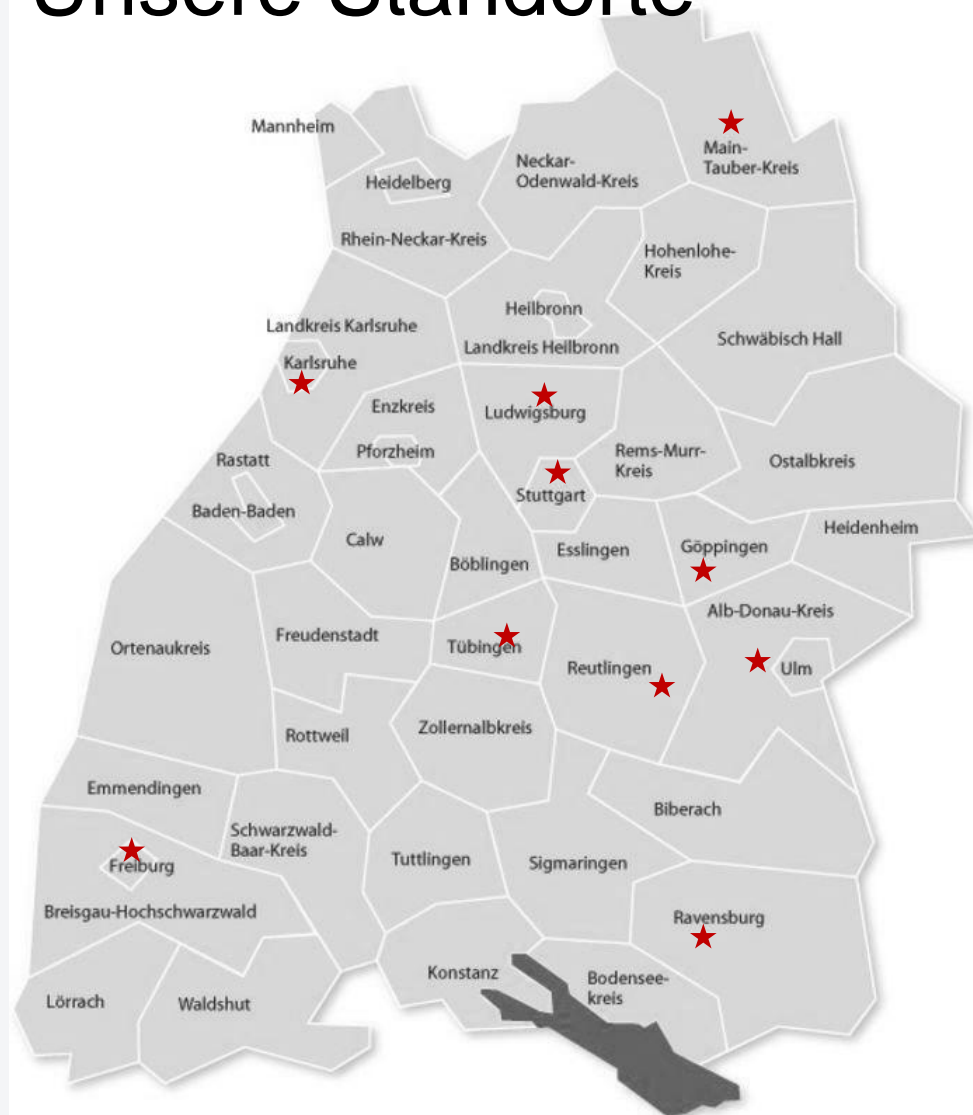 Unsere Standorte
Mannheim
Main-
Tauber-Kreis
Neckar-
Odenwald-Kreis
Heidelberg
Rhein-Neckar-Kreis
Hohenlohe-
Kreis
Heilbronn
Landkreis Karlsruhe
Schwäbisch Hall
Landkreis Heilbronn
Karlsruhe
Enzkreis
Ludwigsburg
Pforzheim
Rems-Murr-
Kreis
Rastatt
Ostalbkreis
Stuttgart
Baden-Baden
Heidenheim
Calw
Esslingen
Göppingen
Böblingen
Alb-Donau-Kreis
Freudenstadt
Ortenaukreis
Tübingen
Reutlingen
Ulm
Zollernalbkreis
Rottweil
Emmendingen
Biberach
Schwarzwald-
Baar-Kreis
Tuttlingen
Sigmaringen
Freiburg
Breisgau-Hochschwarzwald
Ravensburg
Konstanz
Bodensee-
kreis
Lörrach
Waldshut